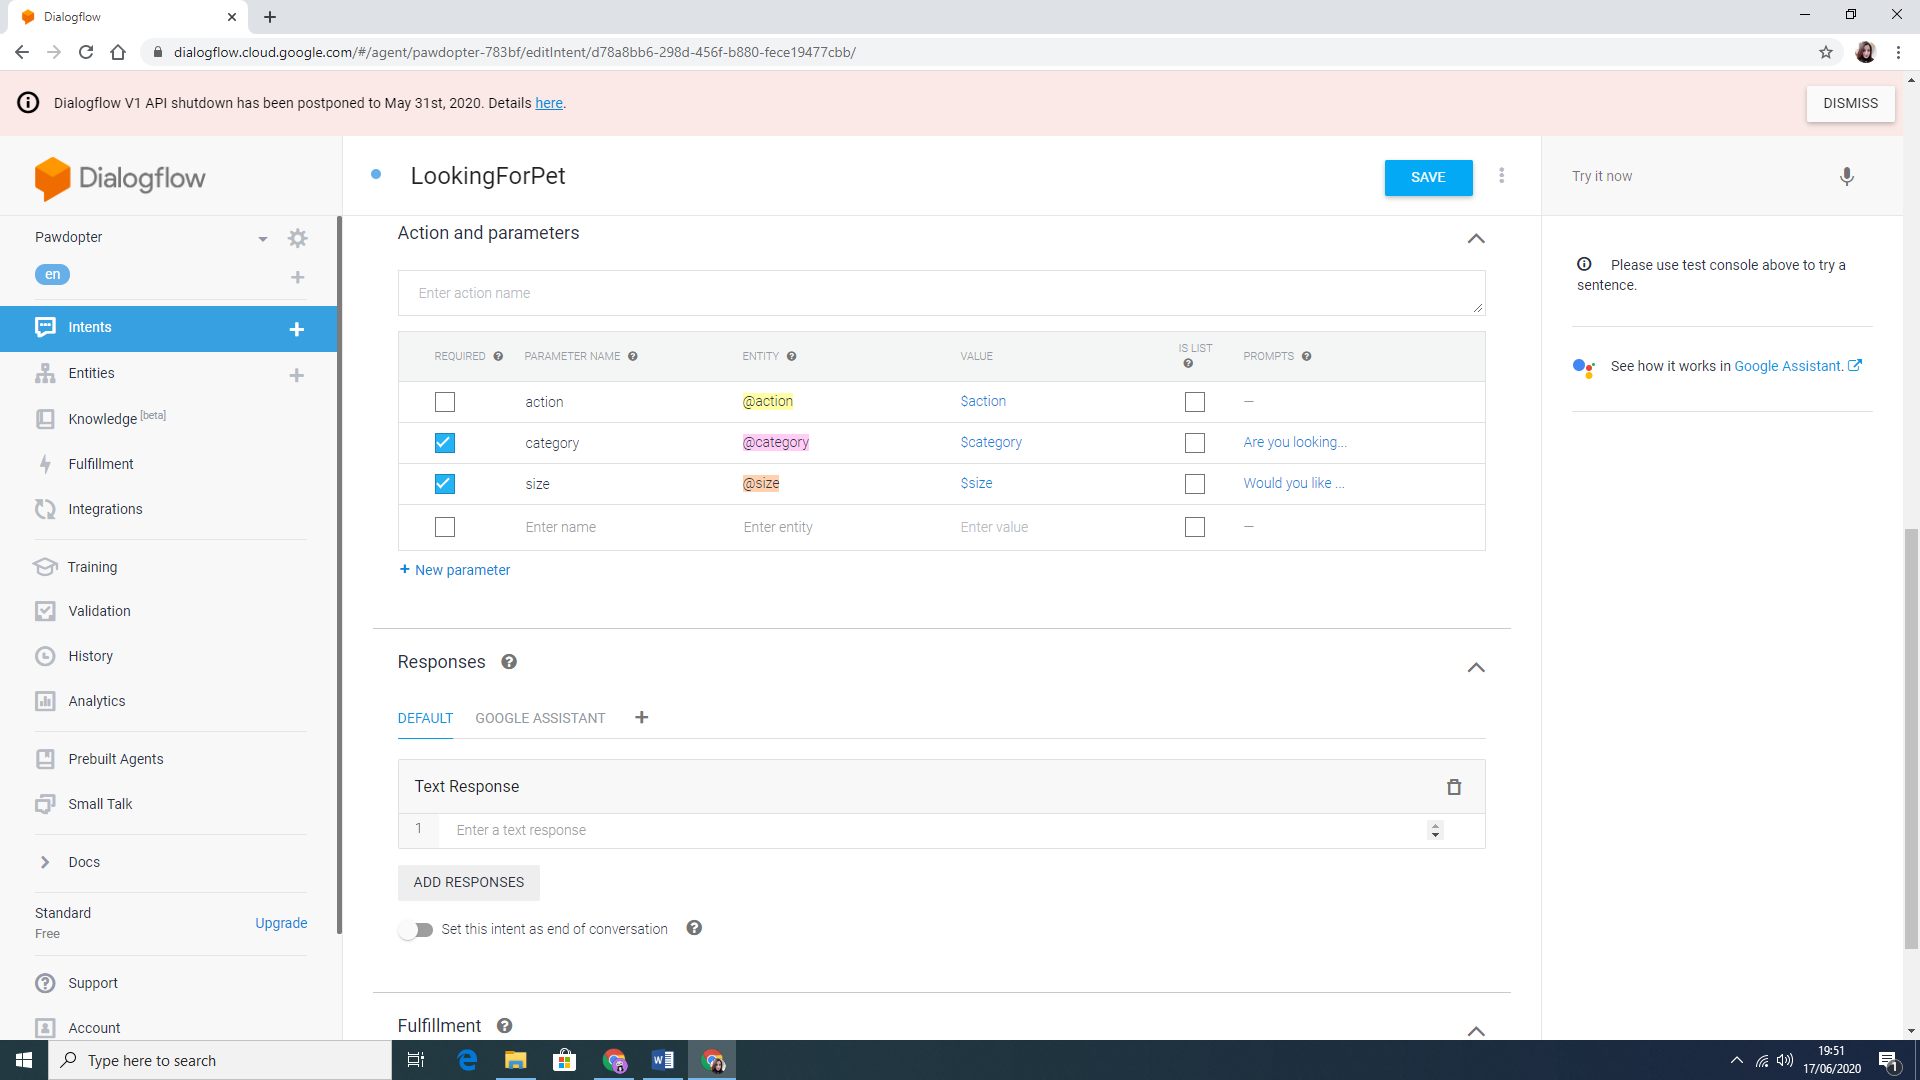 Dialogflow
dialogflow.cloud.google.com/#/agent/pawdopter-783bf/editIntent/d78a8bb6-298d-456f-b880-fece19477cbb/
Dialogflow V1 API shutdown has been postponed to May 31st, 2020. Details here.
DISMISS
Dialogflow
LookingForPet
SAVE
Try it now
Pawdopter
en
Intents
Entities
Knowledge [beta]
Fulfillment
Integrations
Training
Validation
History
Analytics
Prebuilt Agents
Small Talk
Docs
Standard
Free
Upgrade
Support
Account
Action and parameters
Enter action name
REQUIRED PARAMETER NAME ENTITY VALUE IS LIST PROMPTS
action @action $action —
category @category $category Are you looking...
size @size $size Would you like ...
Enter name Enter entity Enter value —
+ New parameter
Responses
DEFAULT GOOGLE ASSISTANT
Text Response
1 Enter a text response
ADD RESPONSES
Set this intent as end of conversation
Fulfillment
Please use test console above to try a
sentence.
See how it works in Google Assistant.
Type here to search
19:51
17/06/2020
1